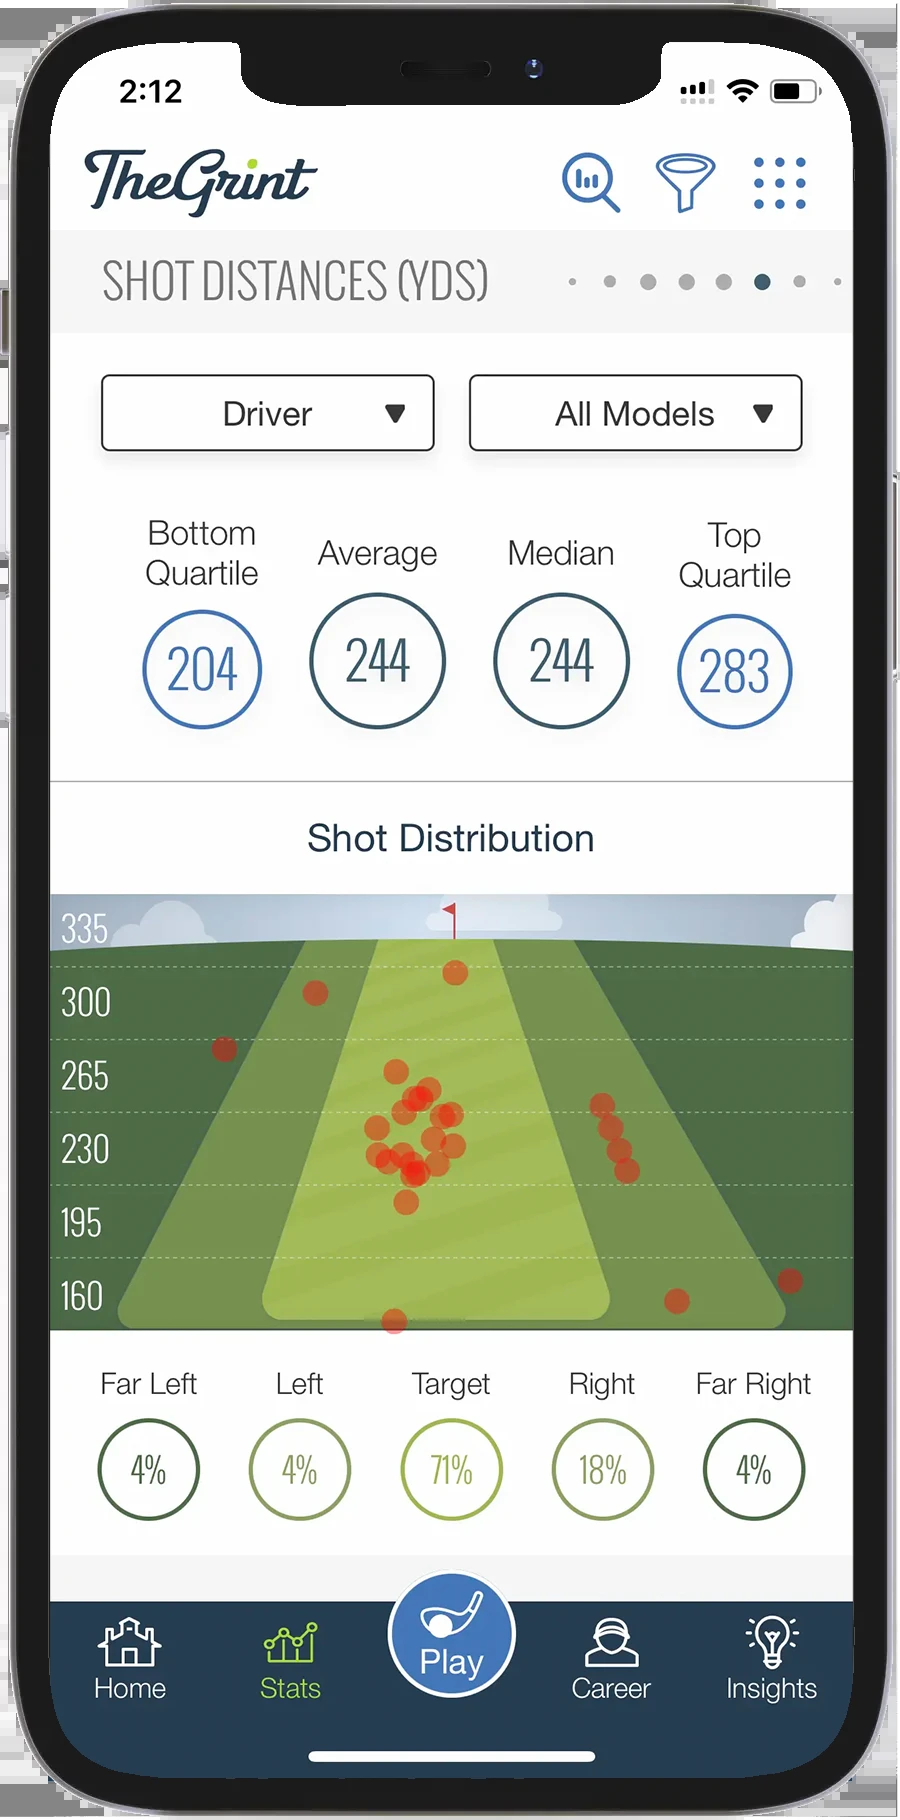 2:12
TheGrint
SHOT DISTANCES (YDS)
Driver
All Models
Bottom
Quartile
Average
Median
Top
Quartile
204
244
244
283
Shot Distribution
335
300
265
230
195
160
Far Left
Left
Target
Right
Far Right
4%
4%
71%
18%
4%
Play
Home
Stats
Career
Insights